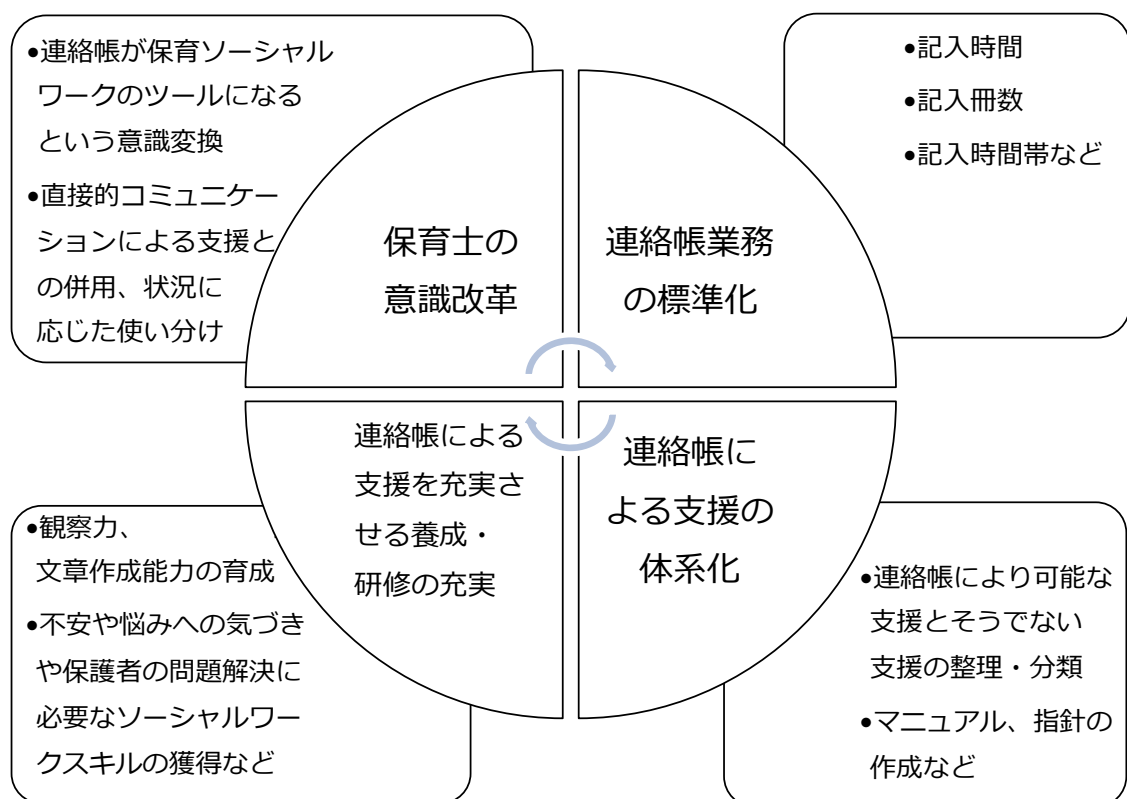 •連絡帳が保育ソーシャル
ワークのツールになる
という意識変換
•直接的コミュニケー
ションによる支援と
の併用、状況に
応じた使い分け
保育士の
意識改革
•記入時間
•記入冊数
•記入時間帯など
連絡帳業務
の標準化
連絡帳による
支援を充実さ
せる養成・
研修の充実
•観察力、
文章作成能力の育成
•不安や悩みへの気づき
や保護者の問題解決に
必要なソーシャルワー
クスキルの獲得など
連絡帳に
よる支援の
体系化
•連絡帳により可能な
支援とそうでない
支援の整理・分類
•マニュアル、指針の
作成など